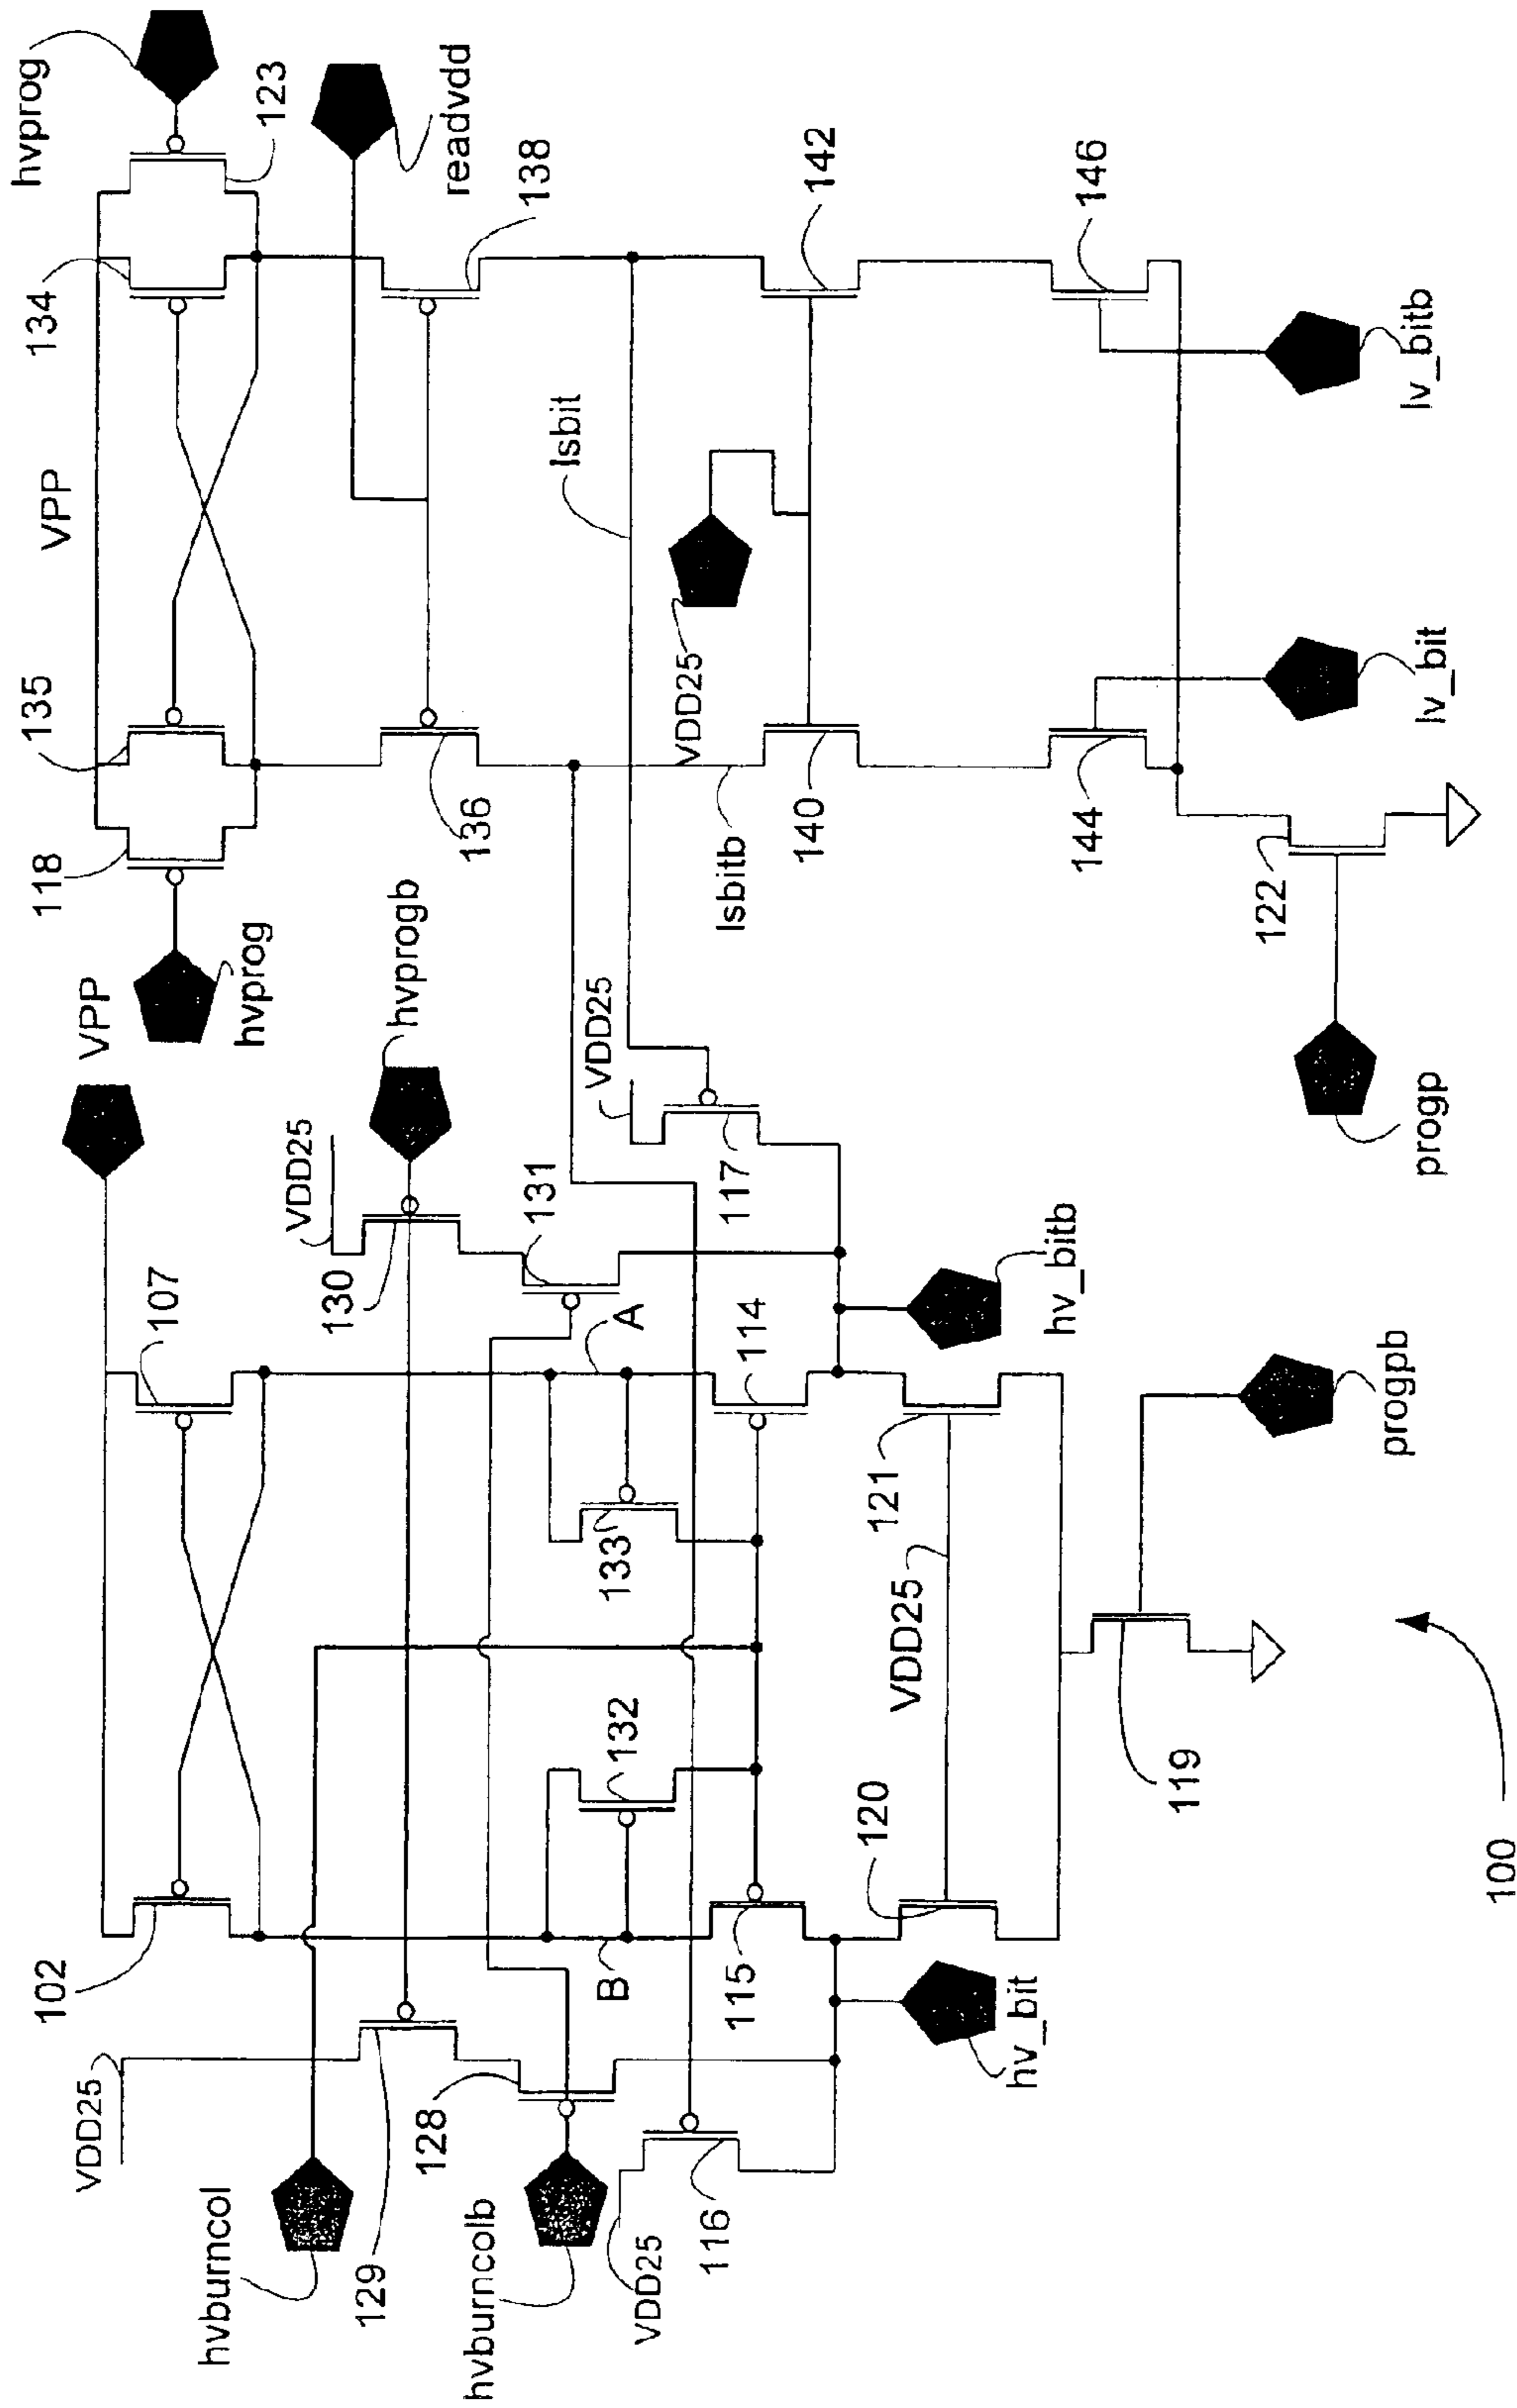 hvprog
123
134
VPP
135
118
hvprog
readvdd
138
136
lsbit
lsbitb
VDD25
142
140
146
144
lv_bitb
lv_bit
122
progp
VPP
hvprogb
VDD25
VDD25
107
130
131
117
A
114
133
hv_bitb
121
VDD25
progpb
102
132
B
115
120
119
VDD25
129
128
116
VDD25
hv_bit
hvburncol
hvburncolb
100